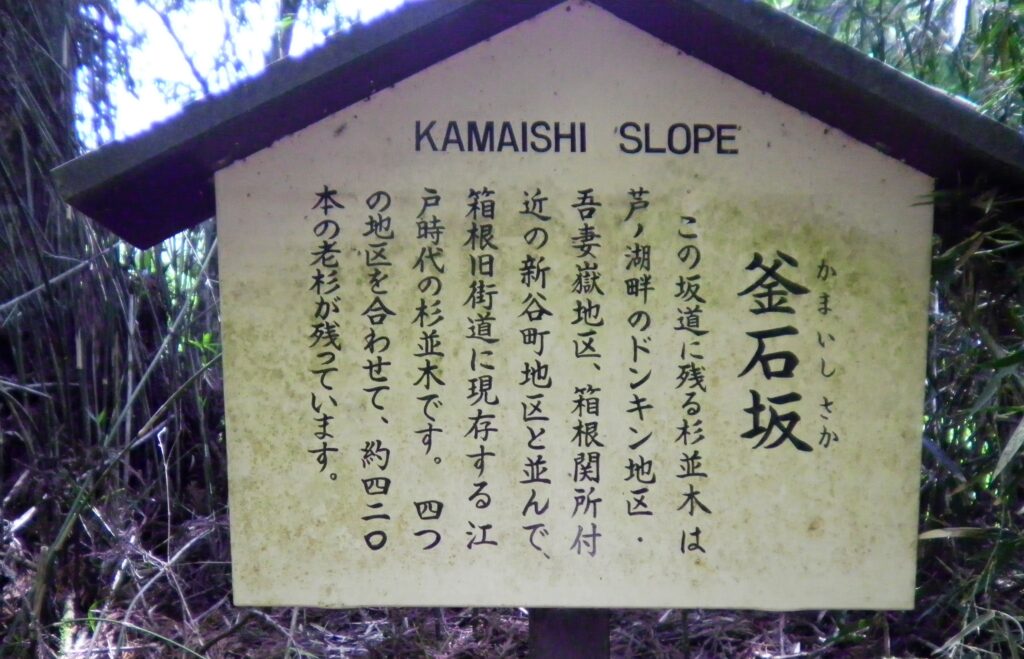 KAMAISHI SLOPE
かまいしさか
釜石坂
この坂道に残る杉並木は
芦ノ湖畔のドンキン地区・
吾妻嶽地区、箱根関所付
近の新谷町地区と並んで、
箱根旧街道に現存する江
戸時代の杉並木です。 四つ
の地区を合わせて、約四二〇
本の老杉が残っています。